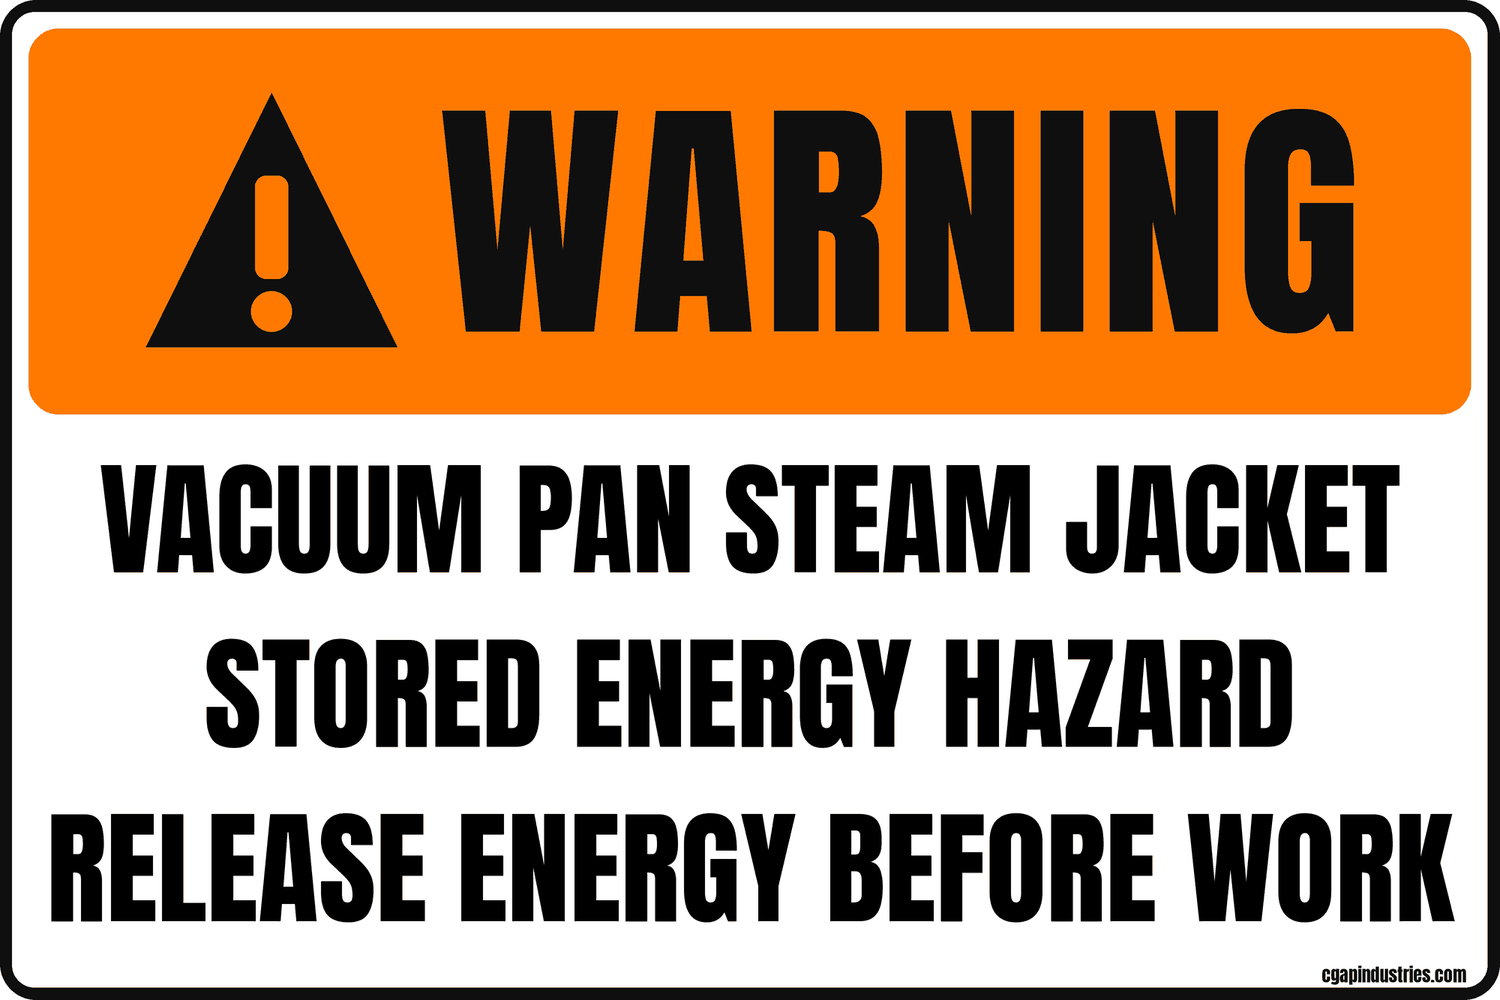 WARNING
VACUUM PAN STEAM JACKET
STORED ENERGY HAZARD
RELEASE ENERGY BEFORE WORK
cgapindustries.com